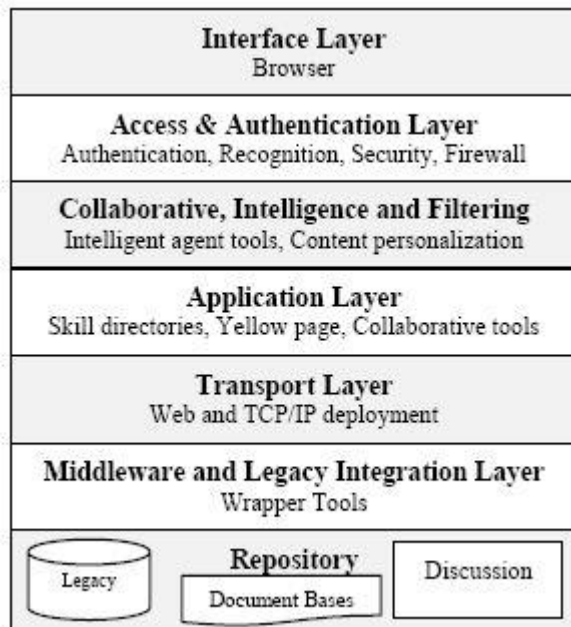 Interface Layer
Browser
Access & Authentication Layer
Authentication, Recognition, Security, Firewall
Collaborative, Intelligence and Filtering
Intelligent agent tools, Content personalization
Application Layer
Skill directories, Yellow page, Collaborative tools
Transport Layer
Web and TCP/IP deployment
Middleware and Legacy Integration Layer
Wrapper Tools
Repository
Legacy
Document Bases
Discussion